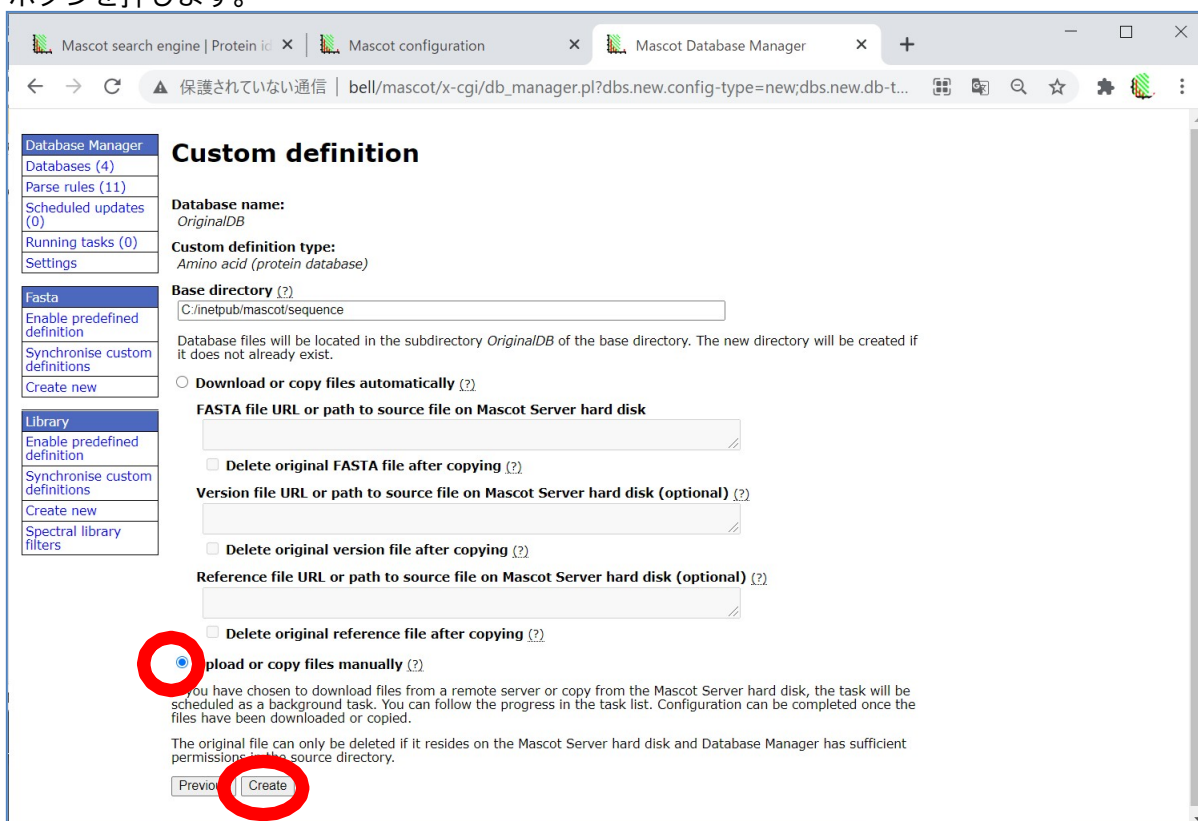 ボタンを押します。
Mascot search engine | Protein id
Mascot configuration
Mascot Database Manager
保護されていない通信 | bell/mascot/x-cgi/db_manager.pl?dbs.new.config-type=new;dbs.new.db-t...
Database Manager
Databases (4)
Parse rules (11)
Scheduled updates
(0)
Running tasks (0)
Settings
Fasta
Enable predefined
definition
Synchronise custom
definitions
Create new
Library
Enable predefined
definition
Synchronise custom
definitions
Create new
Spectral library
filters
Custom definition
Database name:
OriginalDB
Custom definition type:
Amino acid (protein database)
Base directory (?)
C:/inetpub/mascot/sequence
Database files will be located in the subdirectory OriginalDB of the base directory. The new directory will be created if
it does not already exist.
Download or copy files automatically (?)
FASTA file URL or path to source file on Mascot Server hard disk
Delete original FASTA file after copying (?)
Version file URL or path to source file on Mascot Server hard disk (optional) (?)
Delete original version file after copying (?)
Reference file URL or path to source file on Mascot Server hard disk (optional) (?)
Delete original reference file after copying (?)
pload or copy files manually (?)
you have chosen to download files from a remote server or copy from the Mascot Server hard disk, the task will be
scheduled as a background task. You can follow the progress in the task list. Configuration can be completed once the
files have been downloaded or copied.
The original file can only be deleted if it resides on the Mascot Server hard disk and Database Manager has sufficient
permissions in the source directory.
Previou
Create